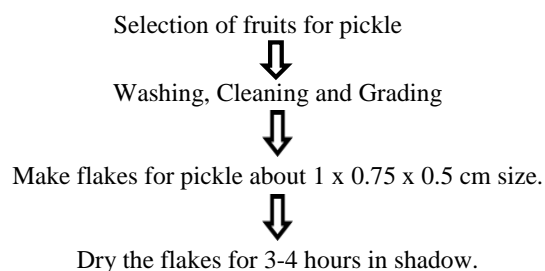 Selection of fruits for pickle
Washing, Cleaning and Grading
Make flakes for pickle about 1 x 0.75 x 0.5 cm size.
Dry the flakes for 3-4 hours in shadow.